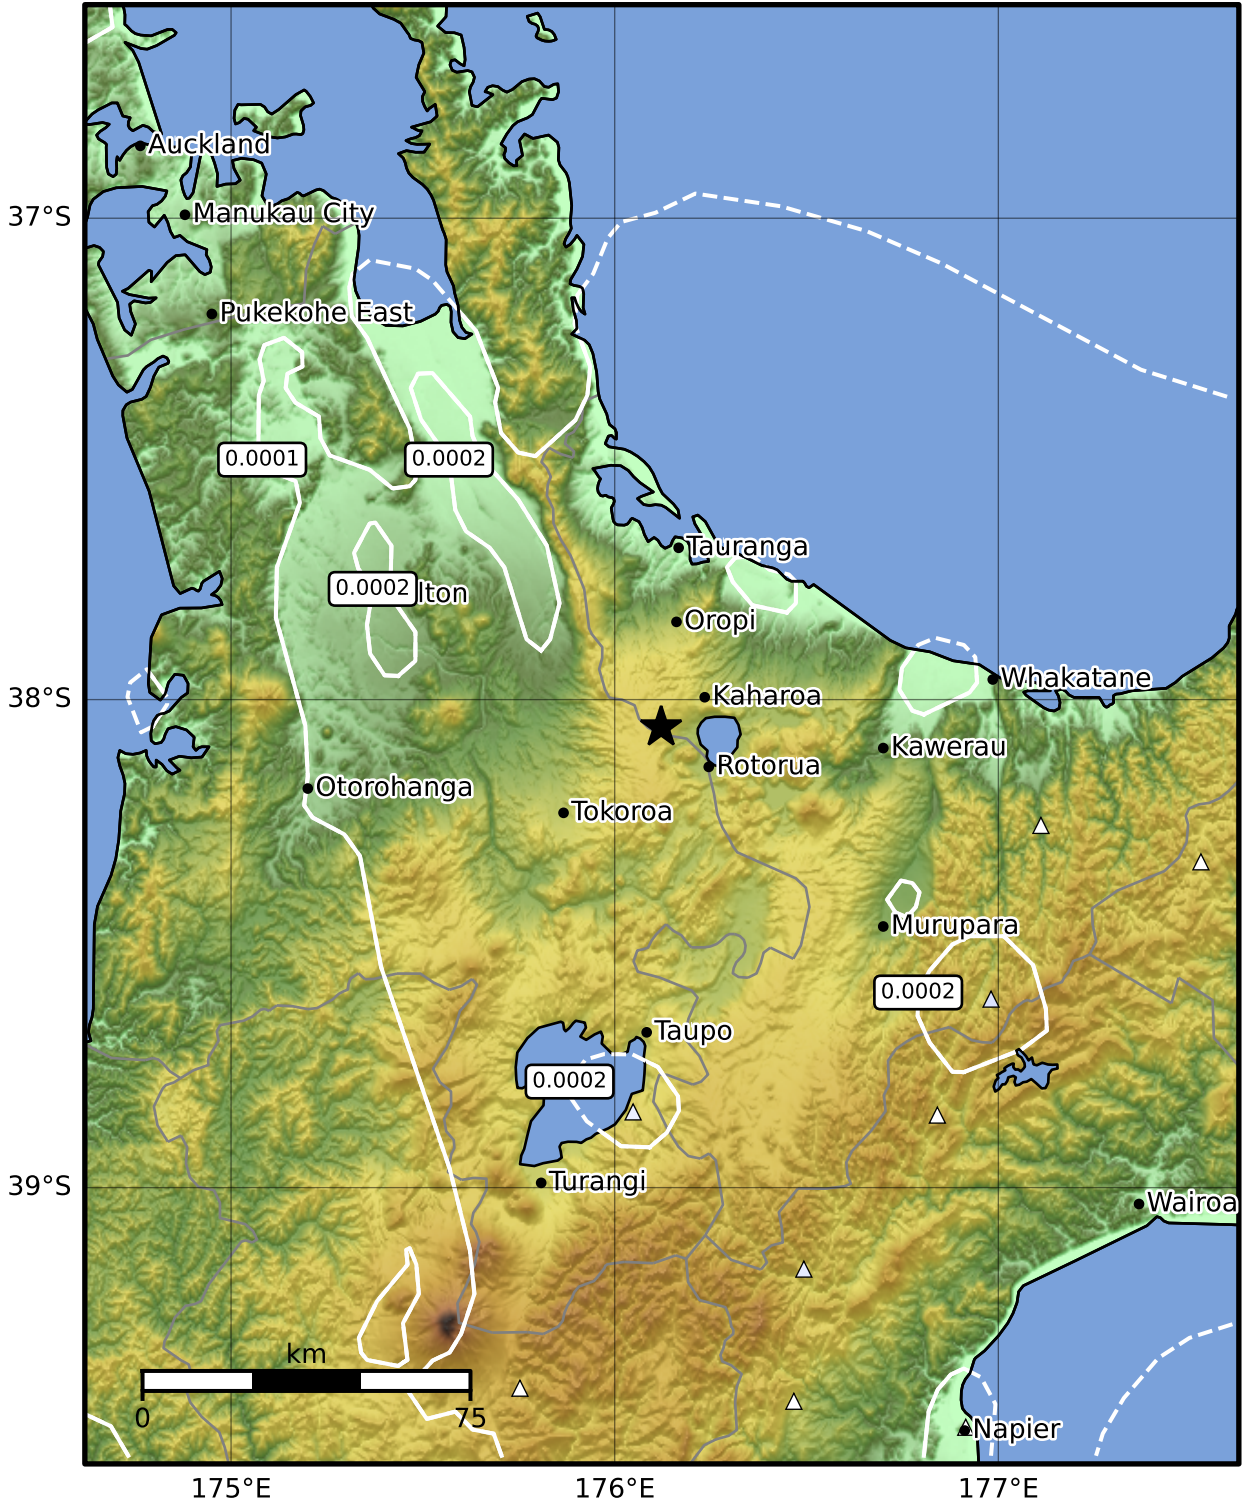 Auckland
Manukau City
37°S
Pukekohe East
0.0001
0.0002
Tauranga
0.0002
lton
Oropi
Whakatane
Kaharoa
38°S
Kawerau
Rotorua
Otorohanga
Tokoroa
Murupara
0.0002
Taupo
0.0002
Turangi
39°S
Wairoa
km
0
75
Napier
175°E
176°E
177°E